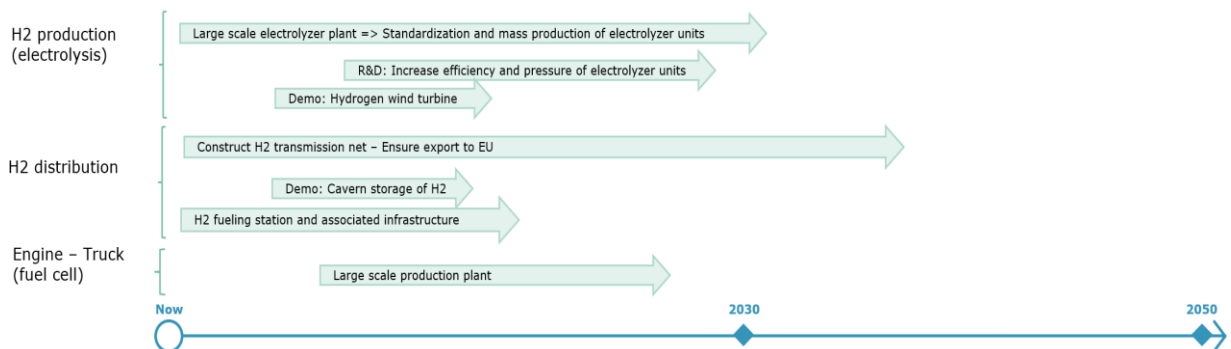 H2 production
(electrolysis)
Large scale electrolyzer plant => Standardization and mass production of electrolyzer units
R&D: Increase efficiency and pressure of electrolyzer units
Demo: Hydrogen wind turbine
H2 distribution
Construct H2 transmission net – Ensure export to EU
Demo: Cavern storage of H2
H2 fueling station and associated infrastructure
Engine – Truck
(fuel cell)
Large scale production plant
Now
2030
2050